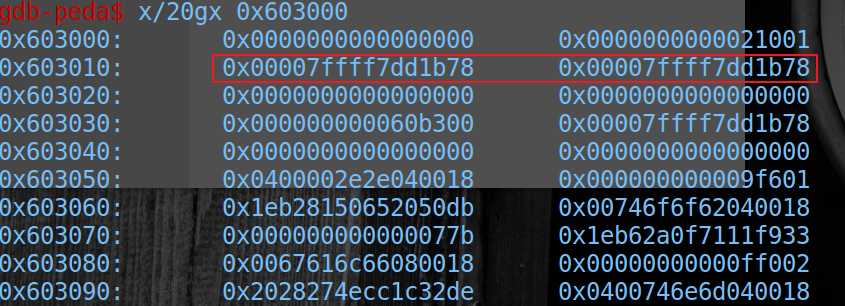 gdb-peda$ x/20gx 0x603000
0x603000: 0x0000000000000000 0x0000000000021001
0x603010: 0x00007ffff7dd1b78 0x00007ffff7dd1b78
0x603020: 0x0000000000000000 0x0000000000000000
0x603030: 0x000000000060b300 0x00007ffff7dd1b78
0x603040: 0x0000000000000000 0x0000000000000000
0x603050: 0x0400002e2e040018 0x000000000009f601
0x603060: 0x1eb28150652050db 0x00746f6f62040018
0x603070: 0x000000000000077b 0x1eb62a0f7111f933
0x603080: 0x0067616c66080018 0x00000000000ff002
0x603090: 0x2028274ecc1c32de 0x0400746e6d040018